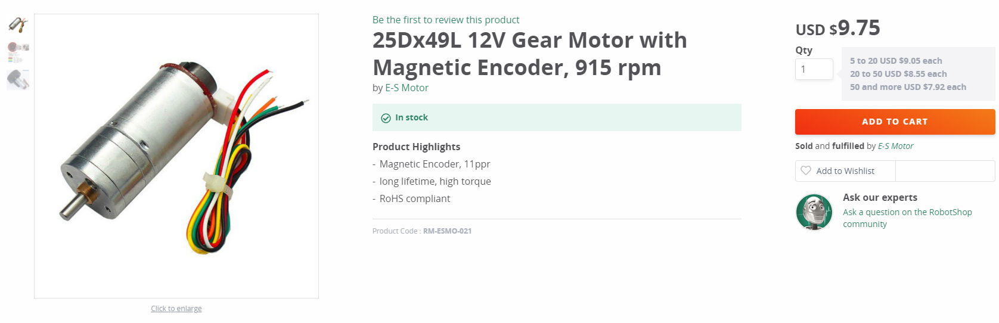 Be the first to review this product
25Dx49L 12V Gear Motor with
Magnetic Encoder, 915 rpm
by E-S Motor
In stock
Product Highlights
- Magnetic Encoder, 11ppr
- long lifetime, high torque
- RoHS compliant
Product Code : RM-ESMO-021
Click to enlarge
USD $9.75
Qty
1
5 to 20 USD $9.05 each
20 to 50 USD $8.55 each
50 and more USD $7.92 each
ADD TO CART
Sold and fulfilled by E-S Motor
Add to Wishlist
Ask our experts
Ask a question on the RobotShop
community